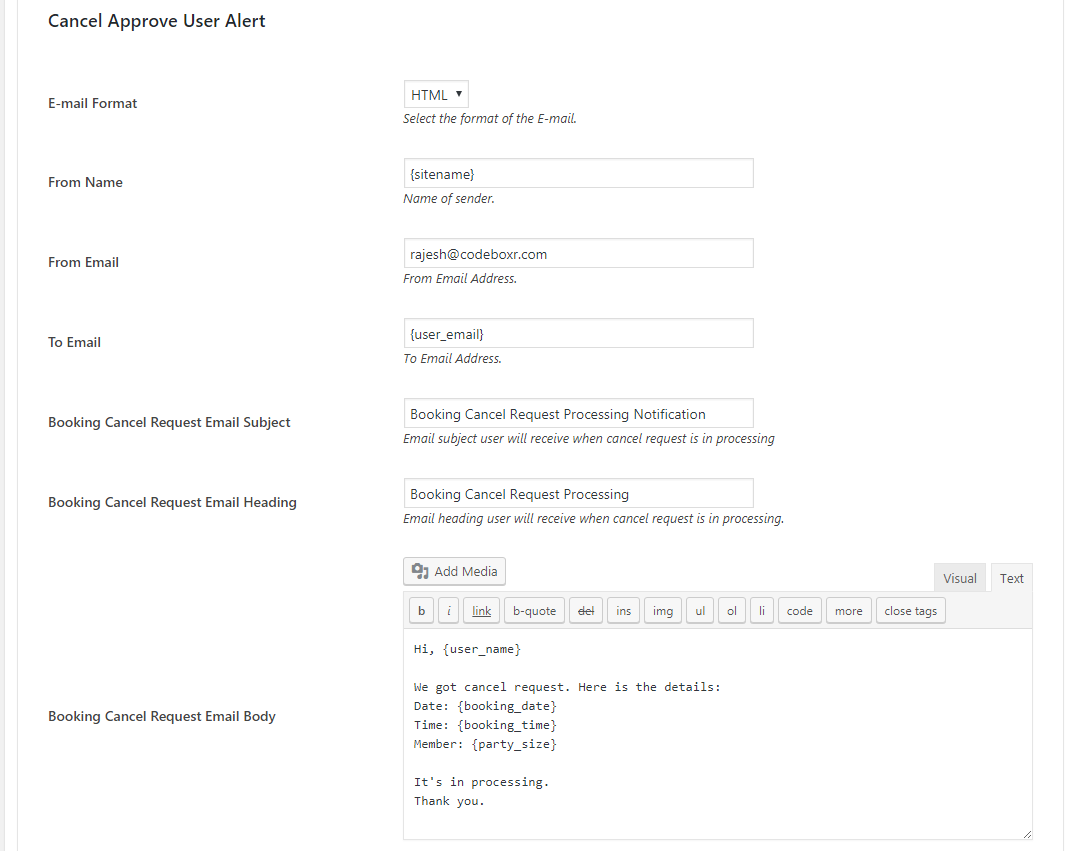 Cancel Approve User Alert
E-mail Format
HTML
Select the format of the E-mail.
From Name
{sitename}
Name of sender.
From Email
rajesh@codeboxr.com
From Email Address.
To Email
{user_email}
To Email Address.
Booking Cancel Request Email Subject
Booking Cancel Request Processing Notification
Email subject user will receive when cancel request is in processing
Booking Cancel Request Email Heading
Booking Cancel Request Processing
Email heading user will receive when cancel request is in processing.
Add Media
Visual Text
b i link b-quote del ins img ul ol li code more close tags
Booking Cancel Request Email Body
Hi, {user_name}
We got cancel request. Here is the details:
Date: {booking_date}
Time: {booking_time}
Member: {party_size}
It's in processing.
Thank you.